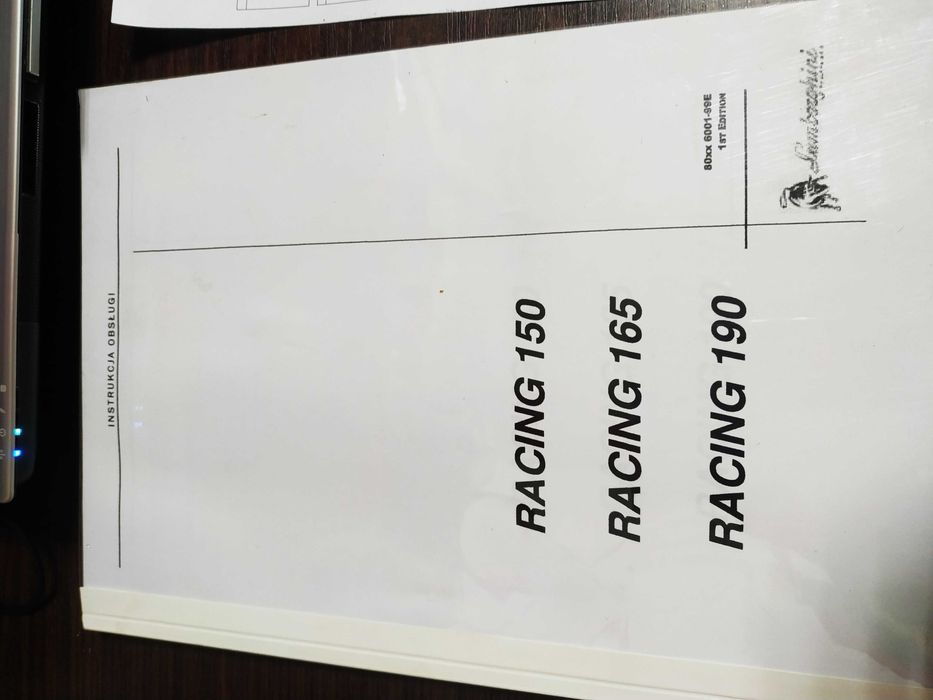 INSTRUKCJA OBSŁUGI
RACING 150
RACING 165
RACING 190
80xx 6001-99E
1ST EDITION
Lamborghini